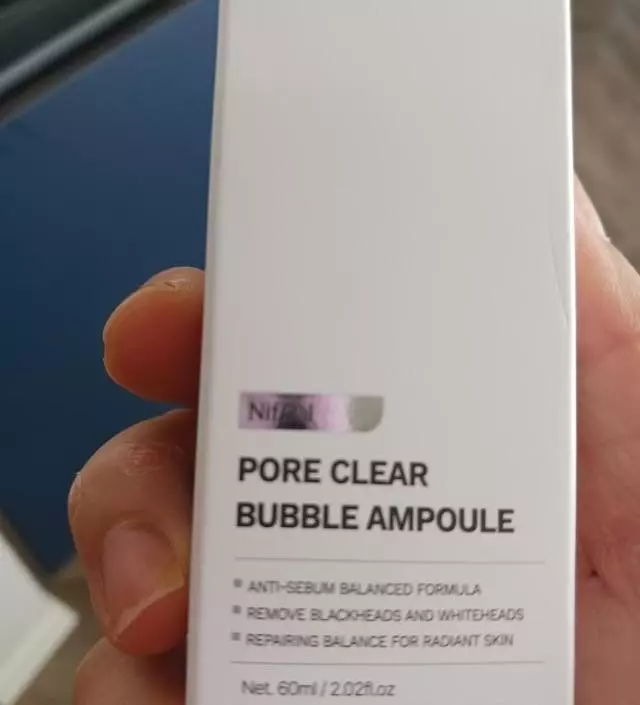 PORE CLEAR
BUBBLE AMPOULE
ANTI-SEBUM BALANCED FORMULA
REMOVE BLACKHEADS AND WHITEHEADS
REPAIRING BALANCE FOR RADIANT SKIN
Net. 60ml / 2.02fl.oz